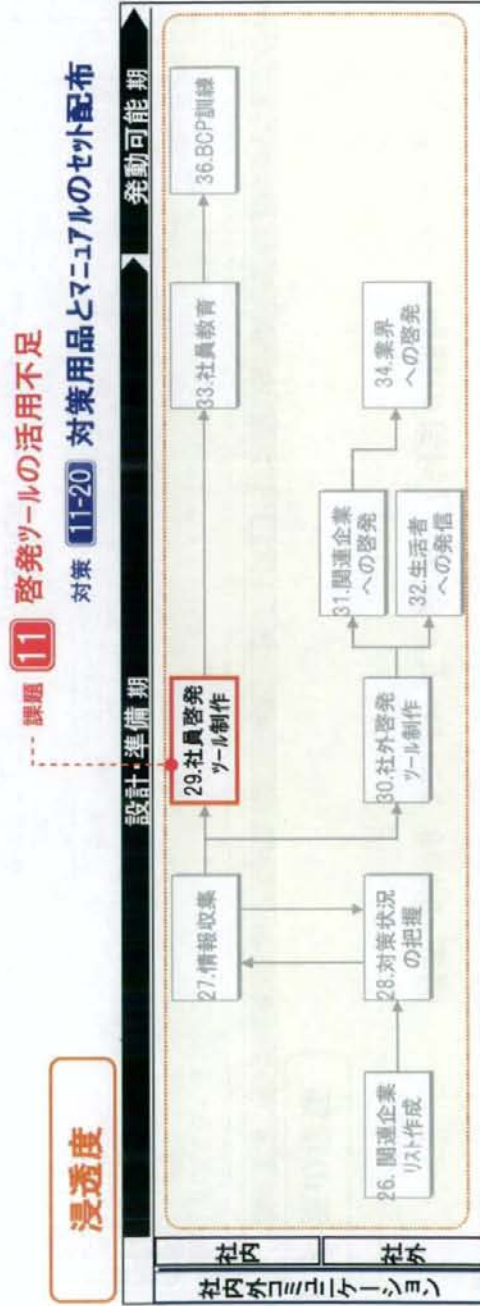 浸透度
課題 11 啓発ツールの活用不足
対策 11-20 対策用品とマニュアルのセット配布
設計・準備期
発動可能期
社内外コミュニケーション
社内
社外
26. 関連企業
リスト作成
27.情報収集
28.対策状況
の把握
29.社員啓発
ツール制作
30.社外啓発
ツール制作
31.関連企業
への啓発
32.生活者
への発信
33.社員教育
34.業界
への啓発
36.BCP訓練